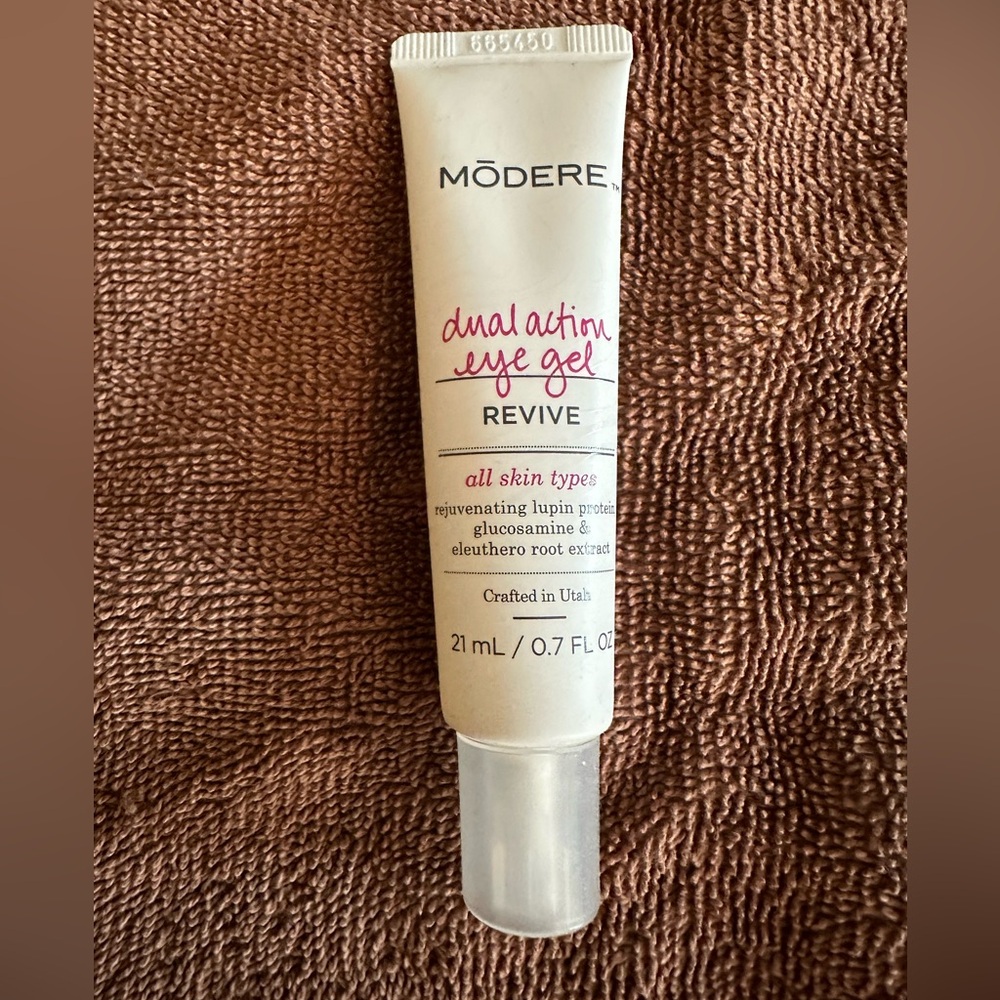 665450
MŌDERE™
dual action
eye gel
REVIVE
all skin types
rejuvenating lupin protein
glucosamine &
eleuthero root extract
Crafted in Utah
21 mL / 0.7 FL OZ